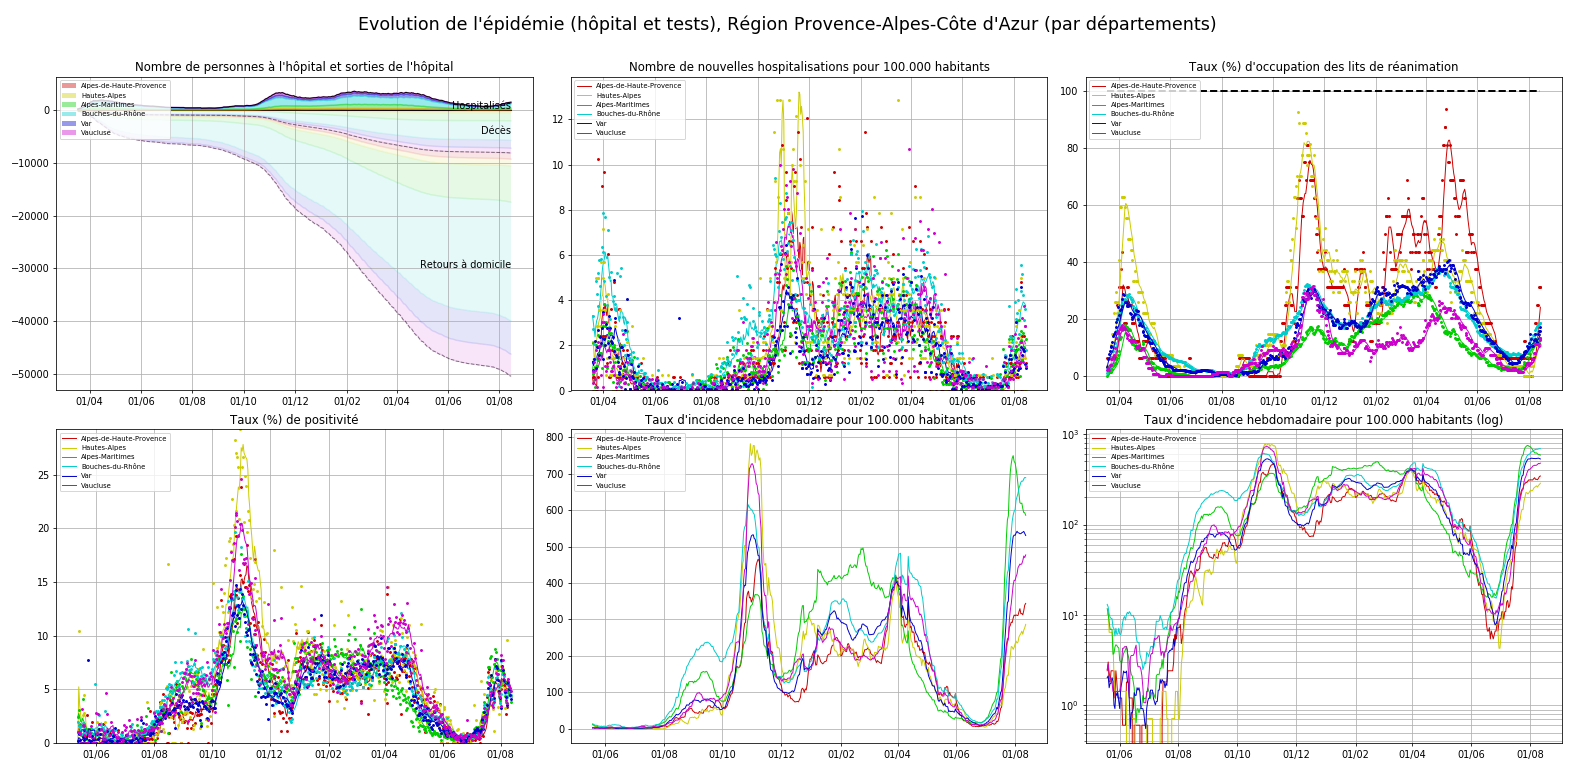 Evolution de l'épidémie (hôpital et tests), Région Provence-Alpes-Côte d'Azur (par départements)
Nombre de personnes à l'hôpital et sorties de l'hôpital
Alpes-de-Haute-Provence
Hautes-Alpes
Alpes-Maritimes
Bouches-du-Rhône
Var
Vaucluse
Hospitalisés
Décès
Retours à domicile
0
−10000
−20000
−30000
−40000
−50000
01/04 01/06 01/08 01/10 01/12 01/02 01/04 01/06 01/08
Nombre de nouvelles hospitalisations pour 100.000 habitants
Alpes-de-Haute-Provence
Hautes-Alpes
Alpes-Maritimes
Bouches-du-Rhône
Var
Vaucluse
12
10
8
6
4
2
0
01/04 01/06 01/08 01/10 01/12 01/02 01/04 01/06 01/08
Taux (%) d'occupation des lits de réanimation
Alpes-de-Haute-Provence
Hautes-Alpes
Alpes-Maritimes
Bouches-du-Rhône
Var
Vaucluse
100
80
60
40
20
0
01/04 01/06 01/08 01/10 01/12 01/02 01/04 01/06 01/08
Taux (%) de positivité
Alpes-de-Haute-Provence
Hautes-Alpes
Alpes-Maritimes
Bouches-du-Rhône
Var
Vaucluse
25
20
15
10
5
0
01/06 01/08 01/10 01/12 01/02 01/04 01/06 01/08
Taux d'incidence hebdomadaire pour 100.000 habitants
Alpes-de-Haute-Provence
Hautes-Alpes
Alpes-Maritimes
Bouches-du-Rhône
Var
Vaucluse
800
700
600
500
400
300
200
100
0
01/06 01/08 01/10 01/12 01/02 01/04 01/06 01/08
Taux d'incidence hebdomadaire pour 100.000 habitants (log)
Alpes-de-Haute-Provence
Hautes-Alpes
Alpes-Maritimes
Bouches-du-Rhône
Var
Vaucluse
10³
10²
10¹
10⁰
01/06 01/08 01/10 01/12 01/02 01/04 01/06 01/08